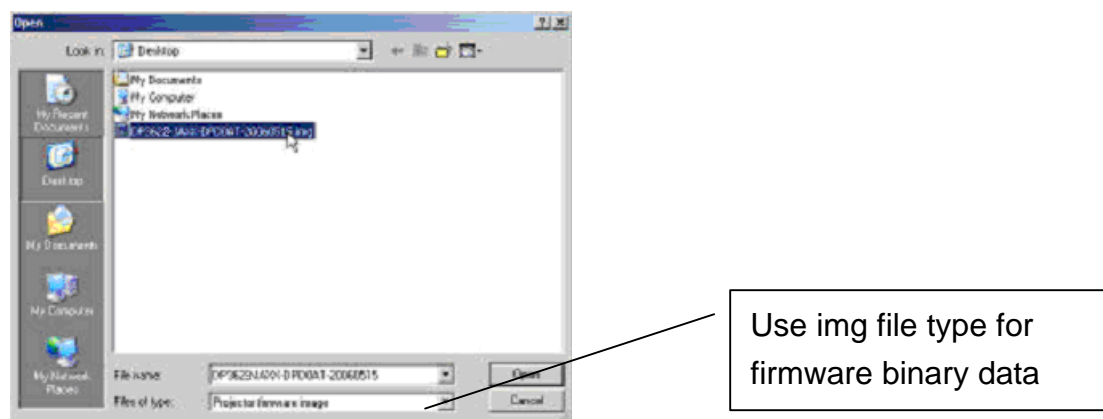 Open
Look in: Desktop
My Documents
My Computer
My Network Places
My Recent
Documents
Desktop
My Documents
My Computer
My Network
Places
File name:
Open
Files of type: Projector firmware image
Cancel
Use img file type for
firmware binary data